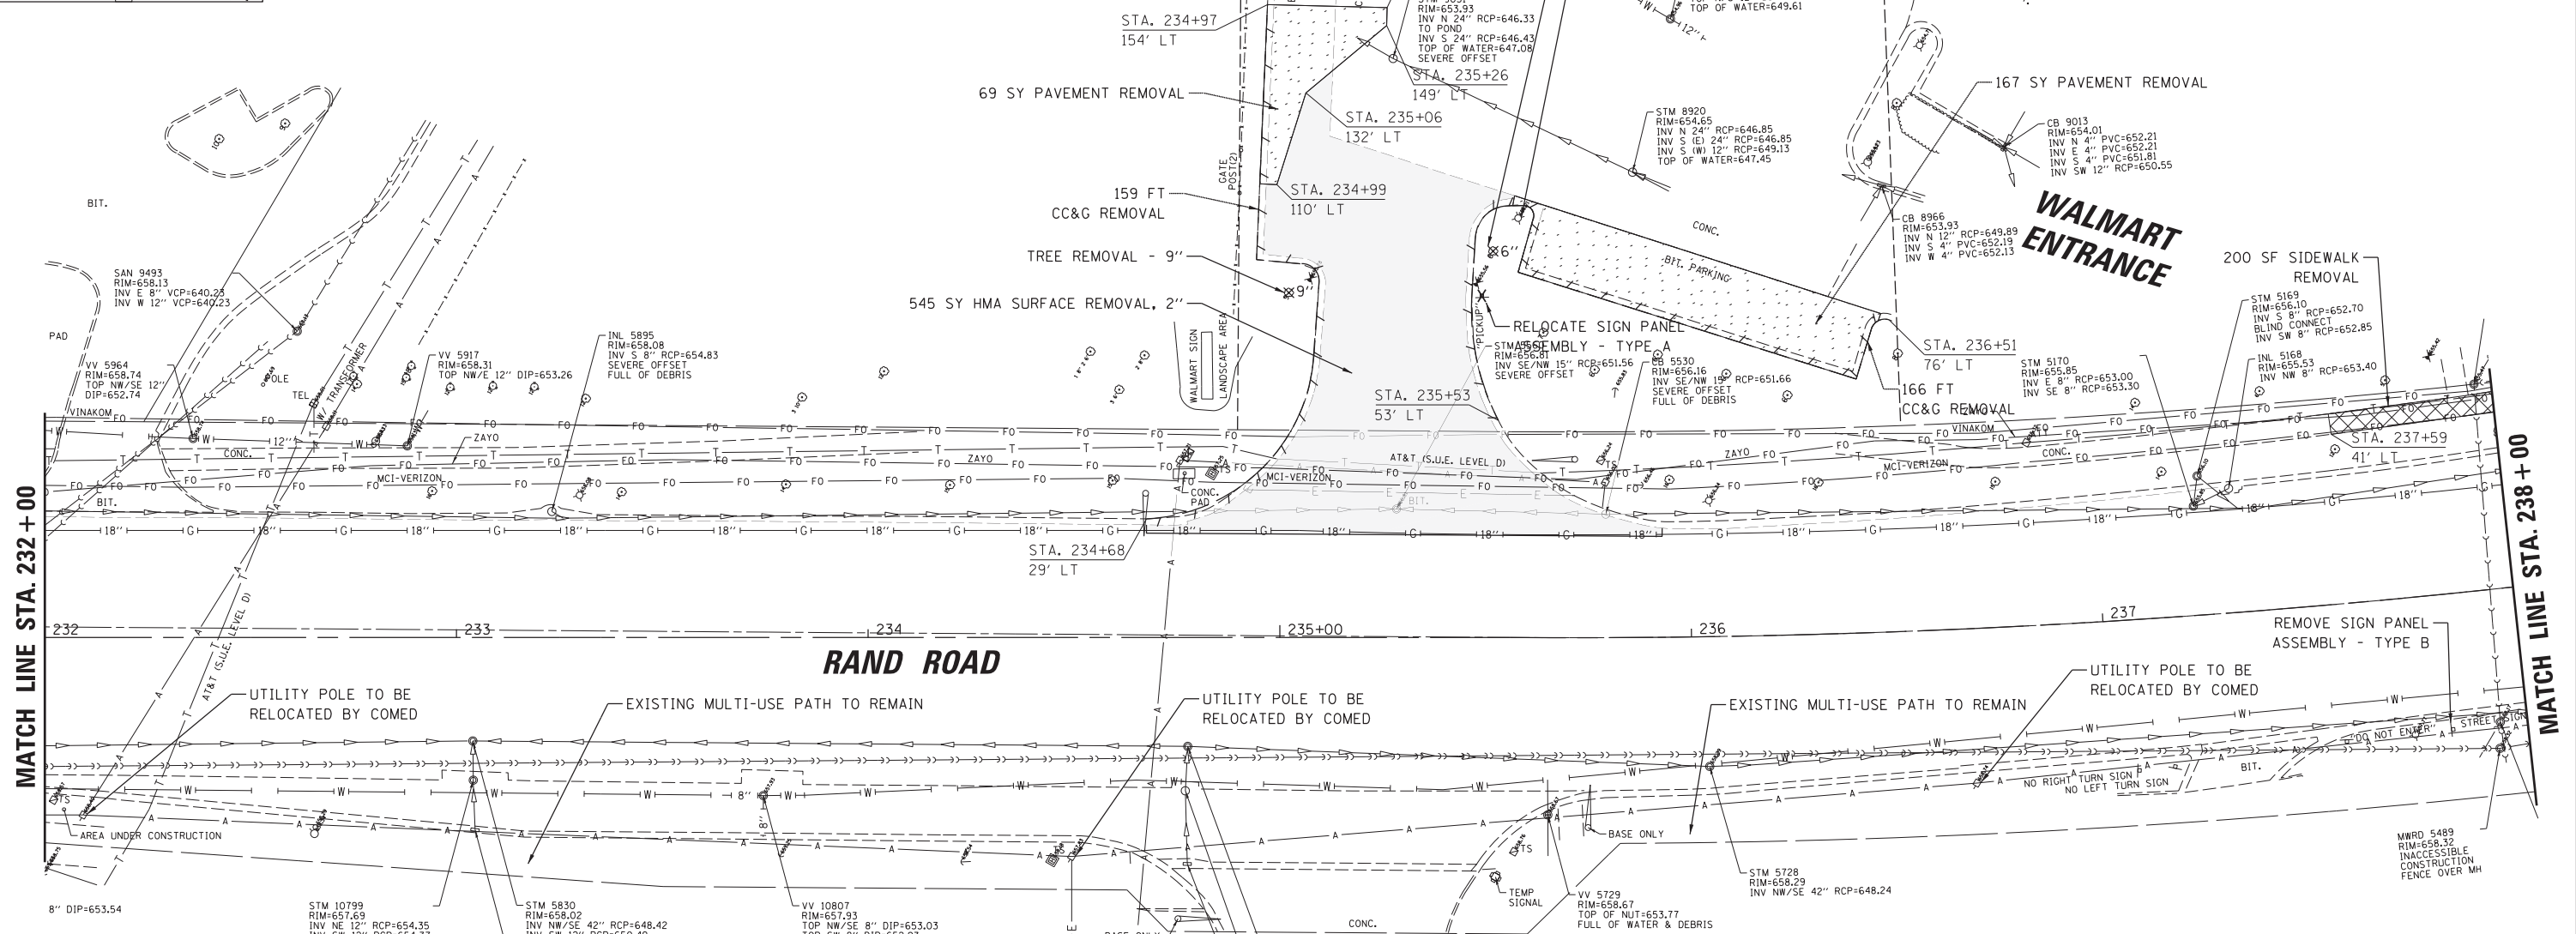 STA. 234+97
154' LT
RIM=653.93
INV N 24" RCP=646.33
TO POND
INV S 24" RCP=646.43
TOP OF WATER=647.08
SEVERE OFFSET
TOP OF WATER=649.61
12"
STA. 235+26
149' LT
69 SY PAVEMENT REMOVAL
STA. 235+06
132' LT
167 SY PAVEMENT REMOVAL
STM 8920
RIM=654.65
INV N 24" RCP=646.85
INV S (E) 24" RCP=646.85
INV S (W) 12" RCP=649.13
TOP OF WATER=647.45
CB 9013
RIM=654.01
INV N 4" PVC=652.21
INV E 4" PVC=652.21
INV S 4" PVC=651.81
INV SW 12" RCP=650.55
GATE
POST(2)
159 FT
CC&G REMOVAL
STA. 234+99
110' LT
BIT.
WALMART
ENTRANCE
CB 8966
RIM=653.93
INV N 12" RCP=649.89
INV S 4" PVC=652.19
INV W 4" PVC=652.13
CONC.
BIT. PARKING
TREE REMOVAL - 9"
9"
6"
545 SY HMA SURFACE REMOVAL, 2"
200 SF SIDEWALK
REMOVAL
SAN 9493
RIM=658.13
INV E 8" VCP=640.23
INV W 12" VCP=640.23
PAD
VV 5964
RIM=658.74
TOP NW/SE 12"
DIP=652.74
POLE
TEL
W/ TRANSFORMER
VV 5917
RIM=658.31
TOP NW/E 12" DIP=653.26
INL 5895
RIM=658.08
INV S 8" RCP=654.83
SEVERE OFFSET
FULL OF DEBRIS
WALMART SIGN
LANDSCAPE AREA
"PICKUP"
RELOCATE SIGN PANEL
ASSEMBLY - TYPE A
RIM=656.81
INV SE/NW 15" RCP=651.56
SEVERE OFFSET
CB 5530
RIM=656.16
INV SE/NW 15" RCP=651.66
SEVERE OFFSET
FULL OF DEBRIS
STA. 235+53
53' LT
STA. 236+51
76' LT
166 FT
CC&G REMOVAL
STM 5170
RIM=655.85
INV E 8" RCP=653.00
INV SE 8" RCP=653.30
STM 5169
RIM=656.10
INV S 8" RCP=652.70
BLIND CONNECT
INV SW 8" RCP=652.85
INL 5168
RIM=655.53
INV NW 8" RCP=653.40
STA. 237+59
41' LT
VINAKOM
ZAYO
CONC.
MCI-VERIZON
BIT.
12"
ZAYO
CONC.
PAD
MCI-VERIZON
AT&T (S.U.E. LEVEL D)
BIT.
ZAYO
VINAKOM
ZAYO
MCI-VERIZON
CONC.
STA. 234+68
29' LT
MATCH LINE STA. 232+00
MATCH LINE STA. 238+00
AT&T (S.U.E. LEVEL D)
232
233
234
235+00
236
237
RAND ROAD
UTILITY POLE TO BE
RELOCATED BY COMED
EXISTING MULTI-USE PATH TO REMAIN
UTILITY POLE TO BE
RELOCATED BY COMED
EXISTING MULTI-USE PATH TO REMAIN
UTILITY POLE TO BE
RELOCATED BY COMED
REMOVE SIGN PANEL
ASSEMBLY - TYPE B
STREET SIGN
"DO NOT ENTER"
NO RIGHT TURN SIGN
NO LEFT TURN SIGN
BIT.
TS
AREA UNDER CONSTRUCTION
8"
8"
BASE ONLY
TS
TEMP
SIGNAL
8" DIP=653.54
STM 10799
RIM=657.69
INV NE 12" RCP=654.35
STM 5830
RIM=658.02
INV NW/SE 42" RCP=648.42
VV 10807
RIM=657.93
TOP NW/SE 8" DIP=653.03
CONC.
VV 5729
RIM=658.67
TOP OF NUT=653.77
FULL OF WATER & DEBRIS
STM 5728
RIM=658.29
INV NW/SE 42" RCP=648.24
MWRD 5489
RIM=658.32
INACCESSIBLE
CONSTRUCTION
FENCE OVER MH